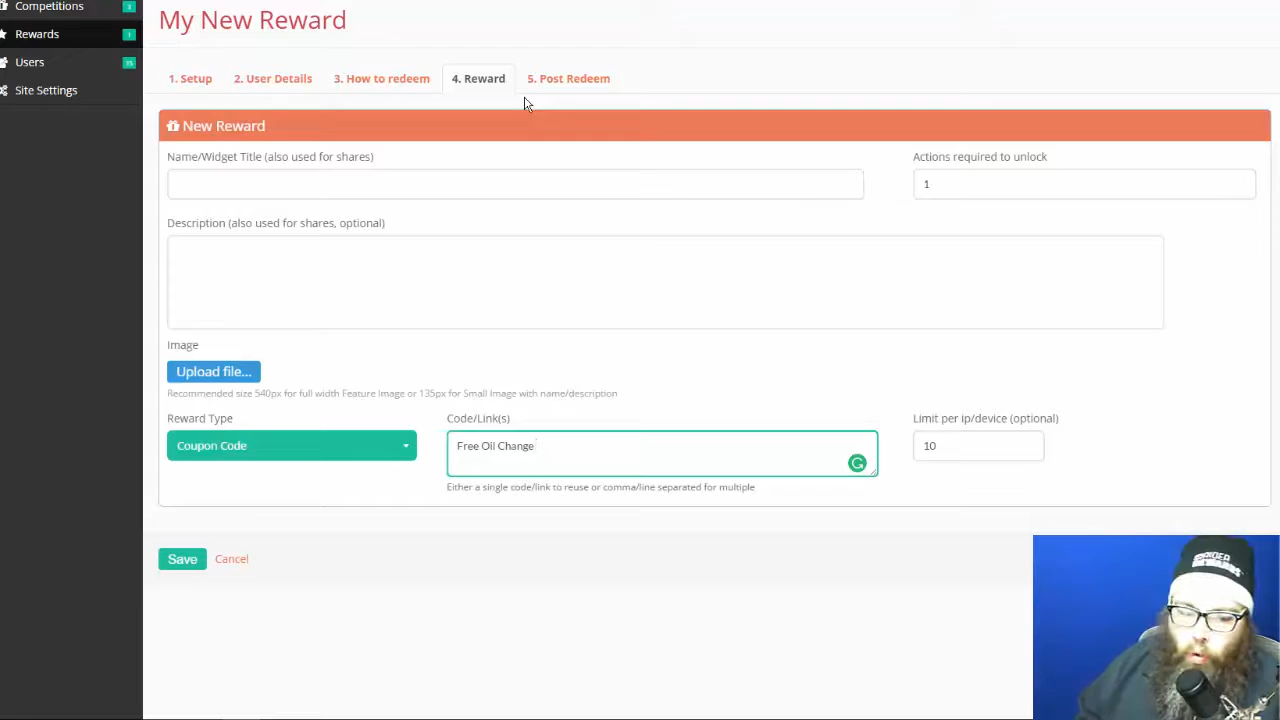 Competitions 3
My New Reward
Rewards 1
Users 15
Site Settings
1. Setup 2. User Details 3. How to redeem 4. Reward 5. Post Redeem
New Reward
Name/Widget Title (also used for shares) Actions required to unlock
1
Description (also used for shares, optional)
Image
Upload file...
Recommended size 540px for full width Feature Image or 135px for Small Image with name/description
Reward Type Code/Link(s) Limit per ip/device (optional)
Coupon Code Free Oil Change 10
Either a single code/link to reuse or comma/line separated for multiple
Save Cancel